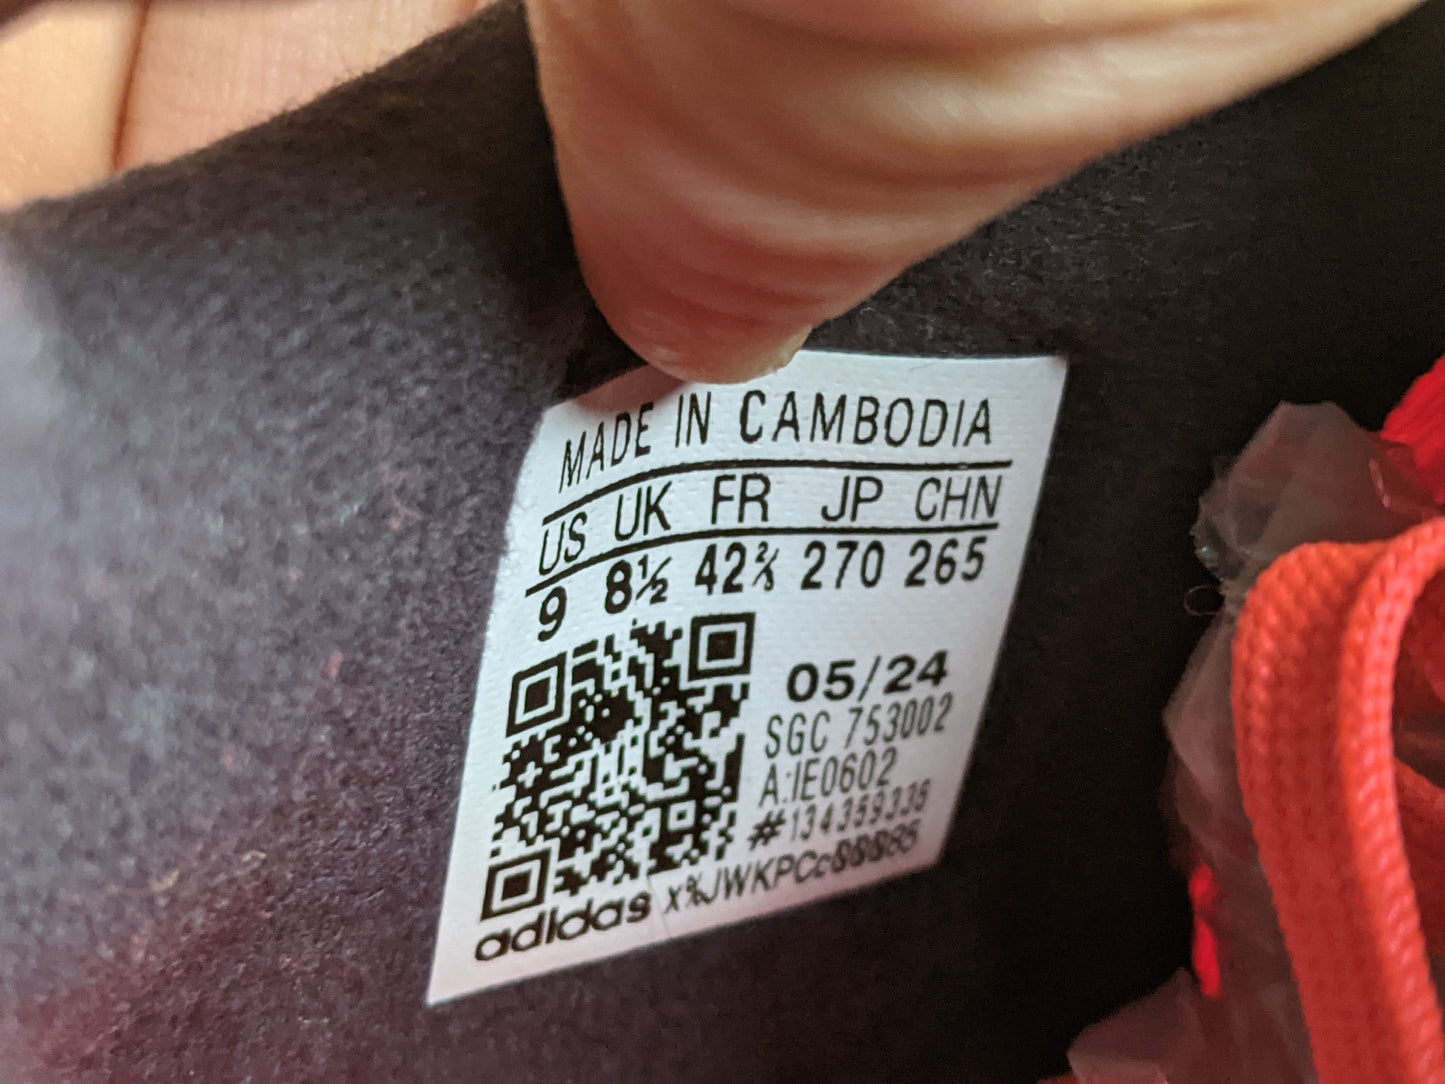 MADE IN CAMBODIA
US UK FR JP CHN
9 8½ 42⅔ 270 265
05/24
SGC 753002
A:IE0602
#134359338
adidas